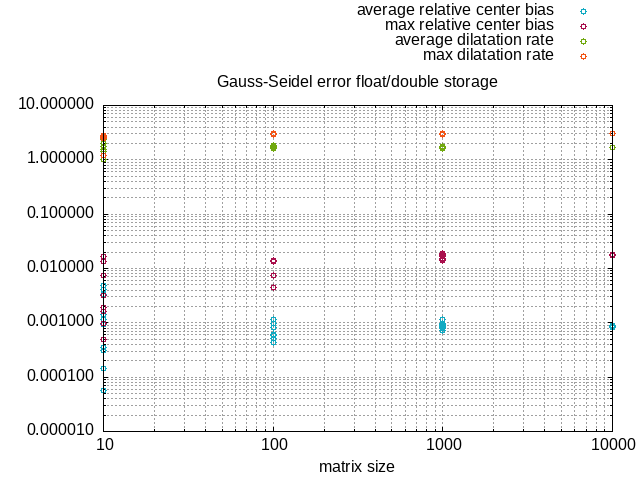 average relative center bias
max relative center bias
average dilatation rate
max dilatation rate
Gauss-Seidel error float/double storage
10.000000
1.000000
0.100000
0.010000
0.001000
0.000100
0.000010
10 100 1000 10000
matrix size